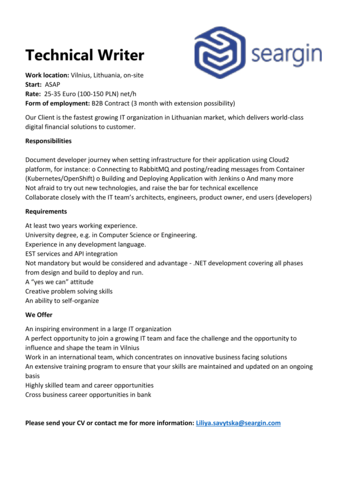 seargin
Technical Writer
Work location: Vilnius, Lithuania, on-site
Start: ASAP
Rate: 25-35 Euro (100-150 PLN) net/h
Form of employment: B2B Contract (3 month with extension possibility)
Our Client is the fastest growing IT organization in Lithuanian market, which delivers world-class
digital financial solutions to customer.
Responsibilities
Document developer journey when setting infrastructure for their application using Cloud2
platform, for instance: o Connecting to RabbitMQ and posting/reading messages from Container
(Kubernetes/OpenShift) o Building and Deploying Application with Jenkins o And many more
Not afraid to try out new technologies, and raise the bar for technical excellence
Collaborate closely with the IT team's architects, engineers, product owner, end users (developers)
Requirements
At least two years working experience.
University degree, e.g. in Computer Science or Engineering.
Experience in any development language.
EST services and API integration
Not mandatory but would be considered and advantage - .NET development covering all phases
from design and build to deploy and run.
A "yes we can" attitude
Creative problem solving skills
An ability to self-organize
We Offer
An inspiring environment in a large IT organization
A perfect opportunity to join a growing IT team and face the challenge and the opportunity to
influence and shape the team in Vilnius
Work in an international team, which concentrates on innovative business facing solutions
An extensive training program to ensure that your skills are maintained and updated on an ongoing
basis
Highly skilled team and career opportunities
Cross business career opportunities in bank
Please send your CV or contact me for more information: Liliya.savytska@seargin.com